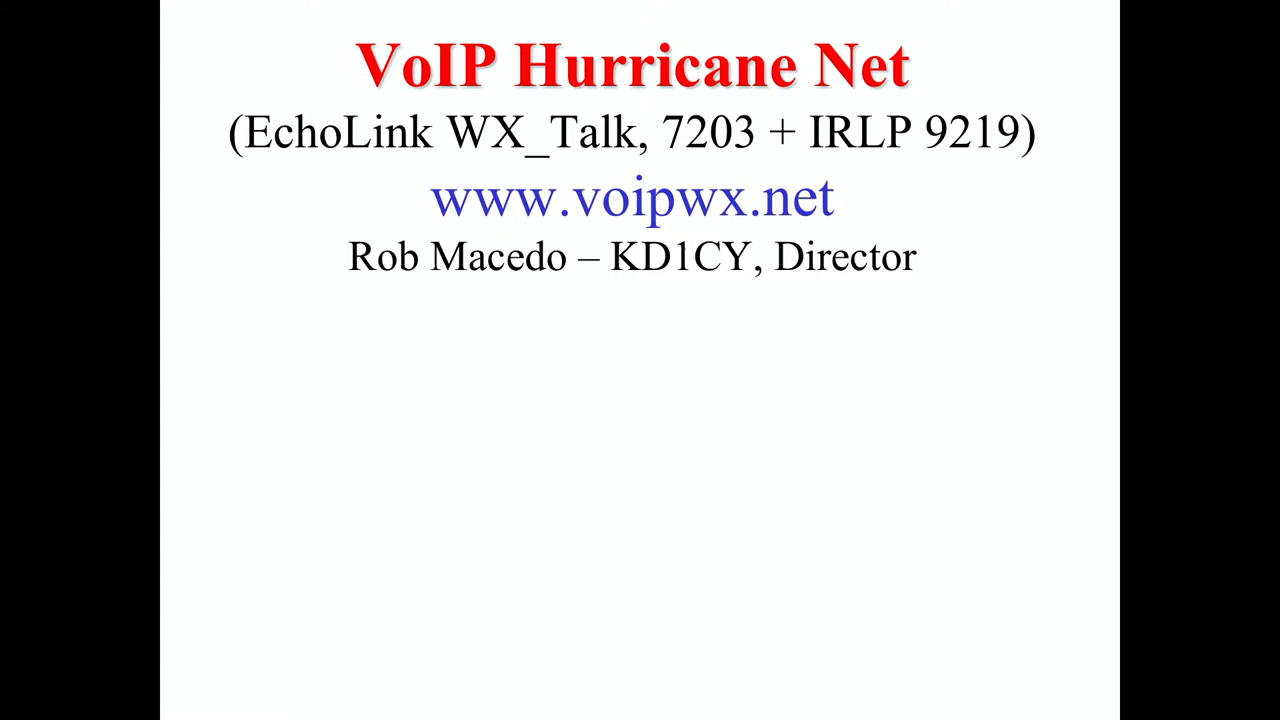 VoIP Hurricane Net
(EchoLink WX_Talk, 7203 + IRLP 9219)
www.voipwx.net
Rob Macedo – KD1CY, Director